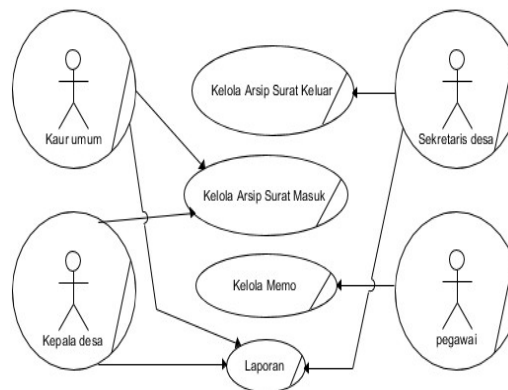 Kaur umum
Kelola Arsip Surat Keluar
Sekretaris desa
Kelola Arsip Surat Masuk
Kepala desa
Kelola Memo
pegawai
Laporan